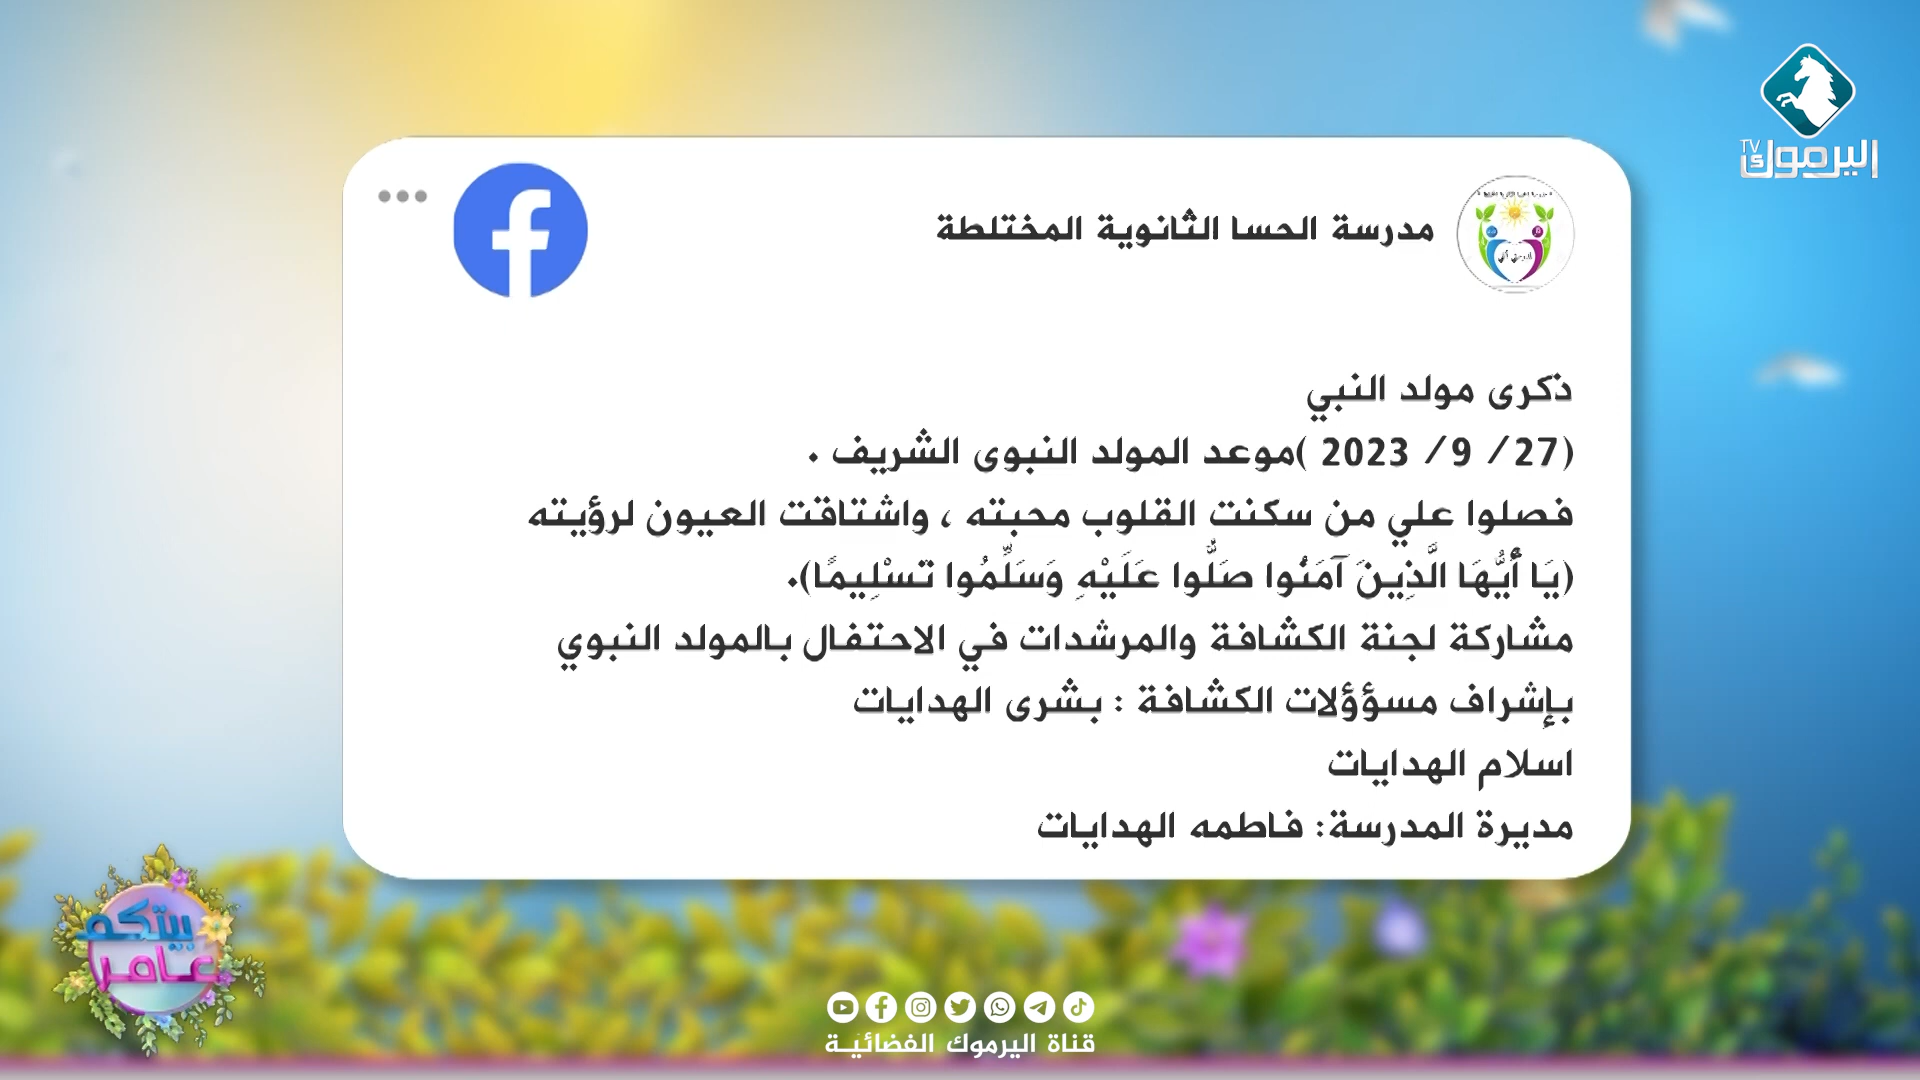 اليرموك TV
مدرسة الحسا الثانوية المختلطة
ذكرى مولد النبي
(27/ 9/ 2023 )موعد المولد النبوى الشريف .
فصلوا علي من سكنت القلوب محبته ، واشتاقت العيون لرؤيته
(يَا أَيُّهَا الَّذِينَ آمَنُوا صَلُّوا عَلَيْهِ وَسَلِّمُوا تَسْلِيمًا).
مشاركة لجنة الكشافة والمرشدات في الاحتفال بالمولد النبوي
بإشراف مسؤؤلات الكشافة : بشرى الهدايات
اسلام الهدايات
مديرة المدرسة: فاطمه الهدايات
بيتكم
عامر
قناة اليرموك الفضائيـة